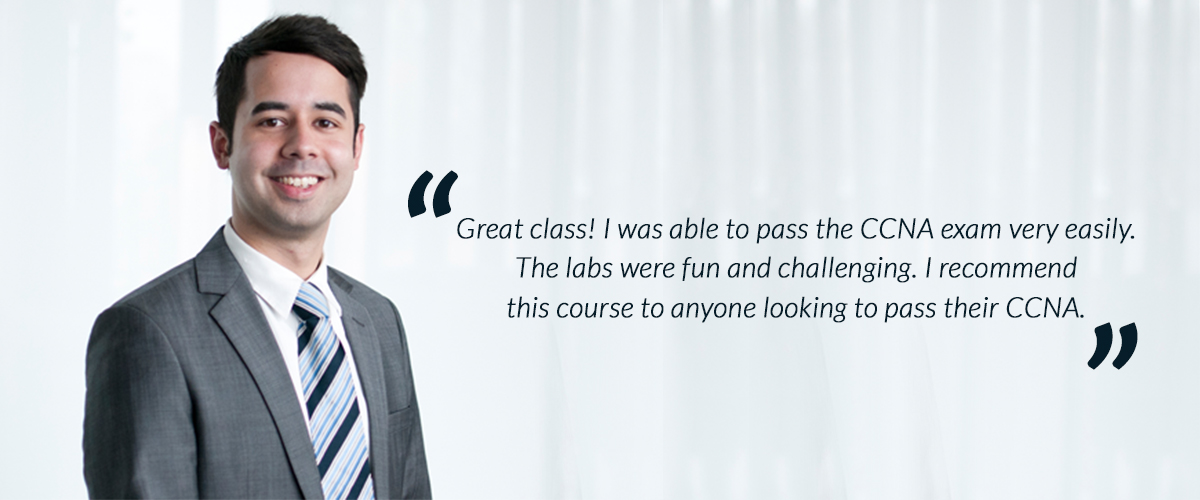 “Great class! I was able to pass the CCNA exam very easily.
The labs were fun and challenging. I recommend
this course to anyone looking to pass their CCNA.”